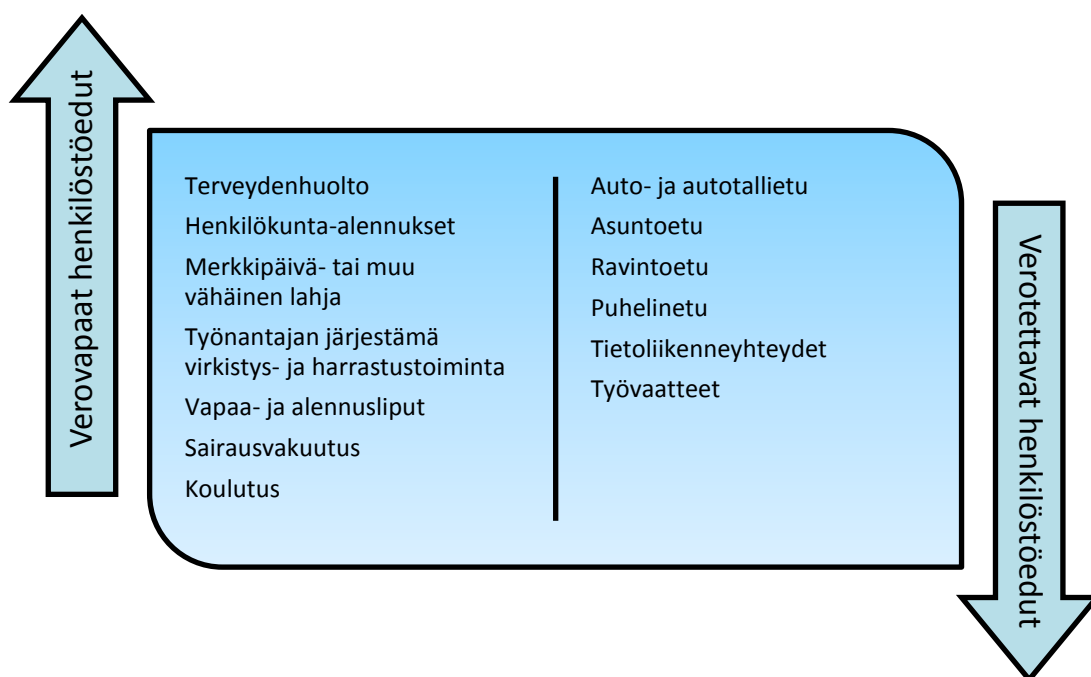 Verovapaat henkilöstöedut
Terveydenhuolto
Henkilökunta-alennukset
Merkkipäivä- tai muu
vähäinen lahja
Työnantajan järjestämä
virkistys- ja harrastustoiminta
Vapaa- ja alennusliput
Sairausvakuutus
Koulutus
Auto- ja autotallietu
Asuntoetu
Ravintoetu
Puhelinetu
Tietoliikenneyhteydet
Työvaatteet
Verotettavat henkilöstöedut